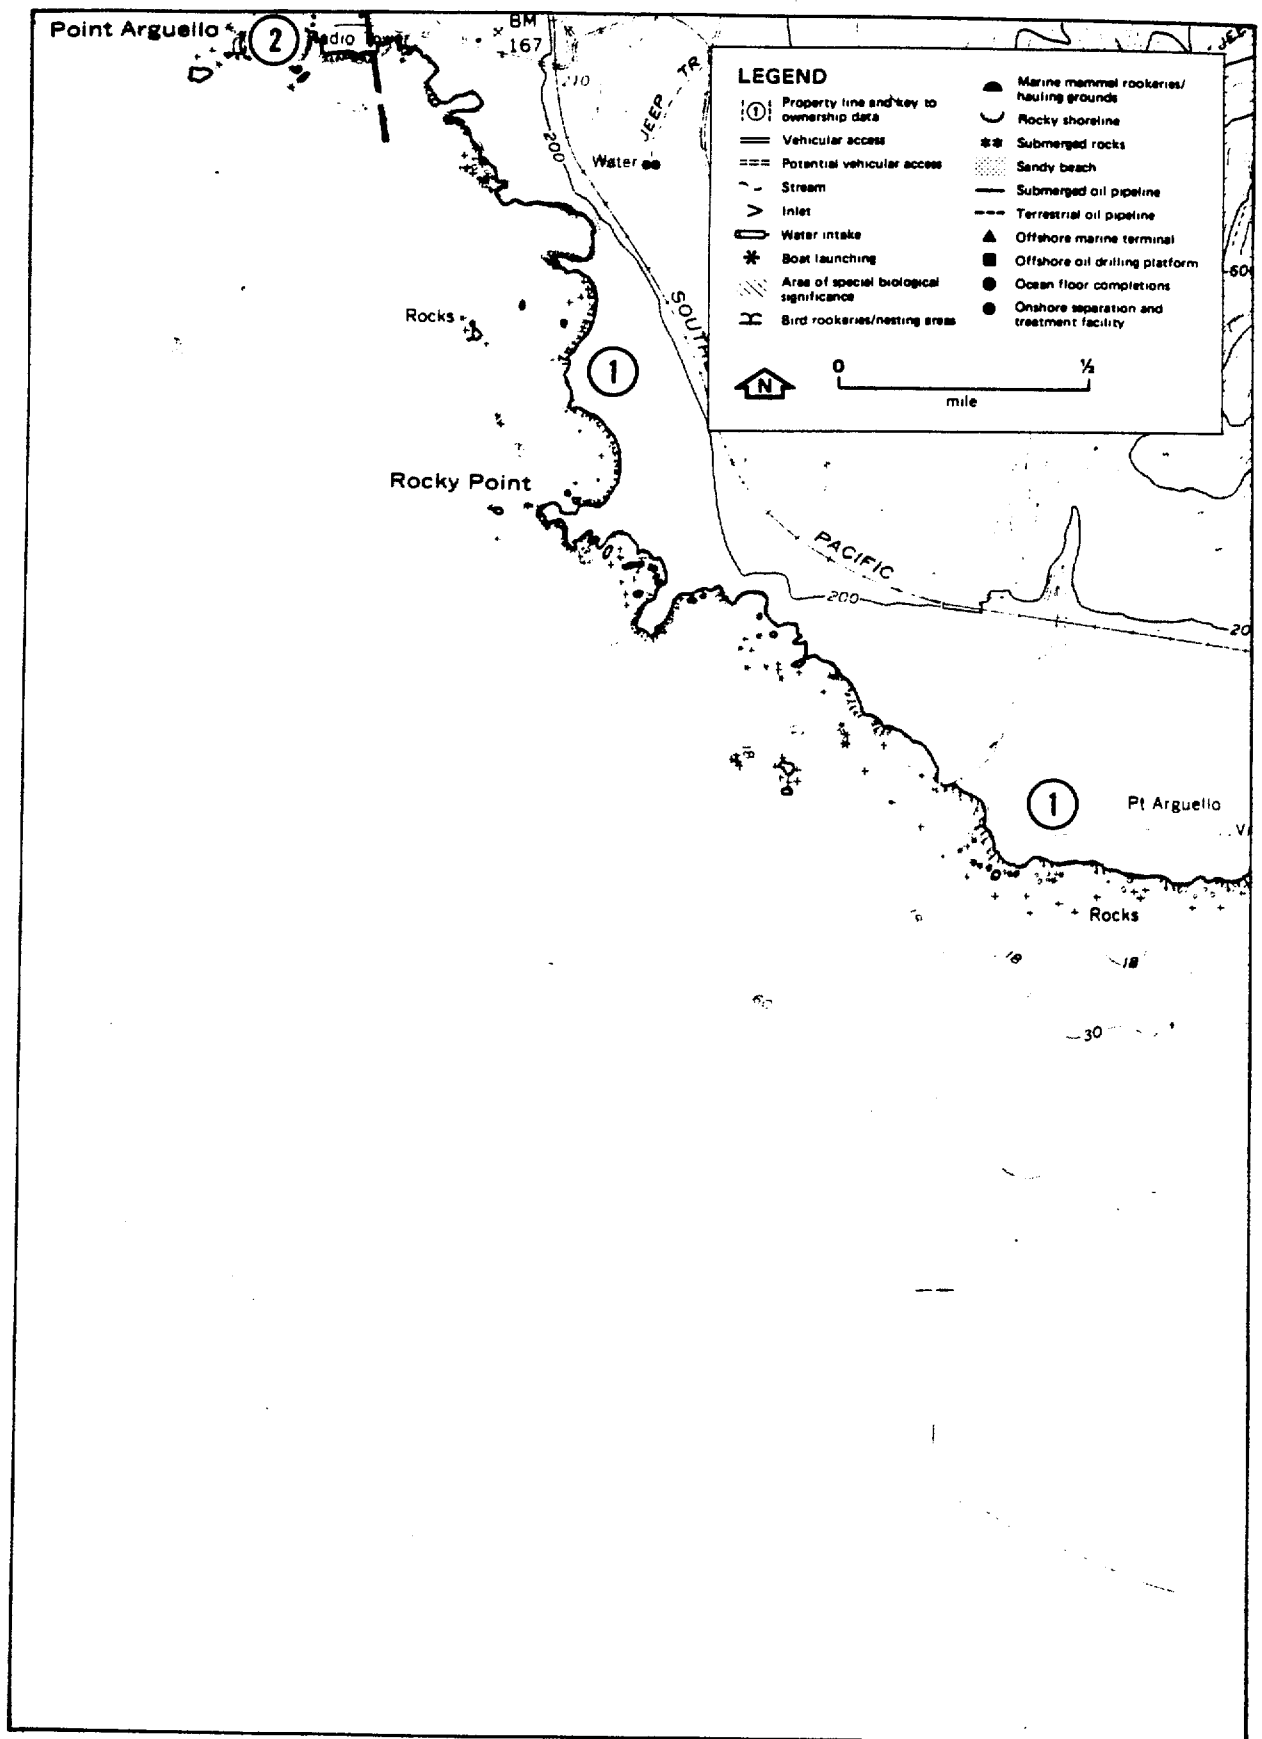 Point Arguello
2
BM
167
210
200
JEEP TR
Water
LEGEND
1
Property line and key to
ownership data
Vehicular access
Potential vehicular access
Stream
Inlet
Water intake
Boat launching
Area of special biological
significance
Bird rookeries/nesting areas
Marine mammal rookeries/
hauling grounds
Rocky shoreline
Submerged rocks
Sandy beach
Submerged oil pipeline
Terrestrial oil pipeline
Offshore marine terminal
Offshore oil drilling platform
Ocean floor completions
Onshore separation and
treatment facility
N
0
½
mile
Rocks
1
Rocky Point
PACIFIC
200
18
1
Pt Arguello
Rocks
18
18
60
30